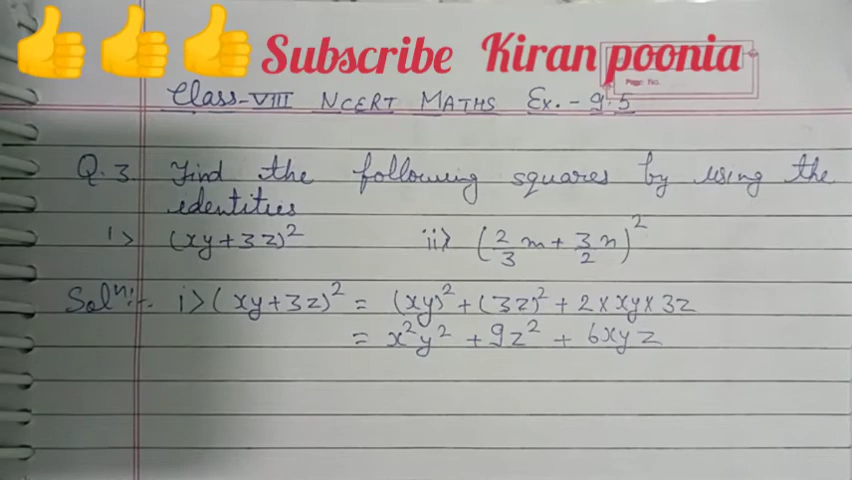 👍👍👍 Subscribe Kiran poonia
Page No.
Class-VIII NCERT MATHS Ex. - 9.5
Q.3 Find the following squares by using the
identities
i> (xy+3z)² ii> (2/3 m + 3/2 n)²
Solⁿ:- i> (xy+3z)² = (xy)² + (3z)² + 2×xy×3z
= x²y² + 9z² + 6xyz